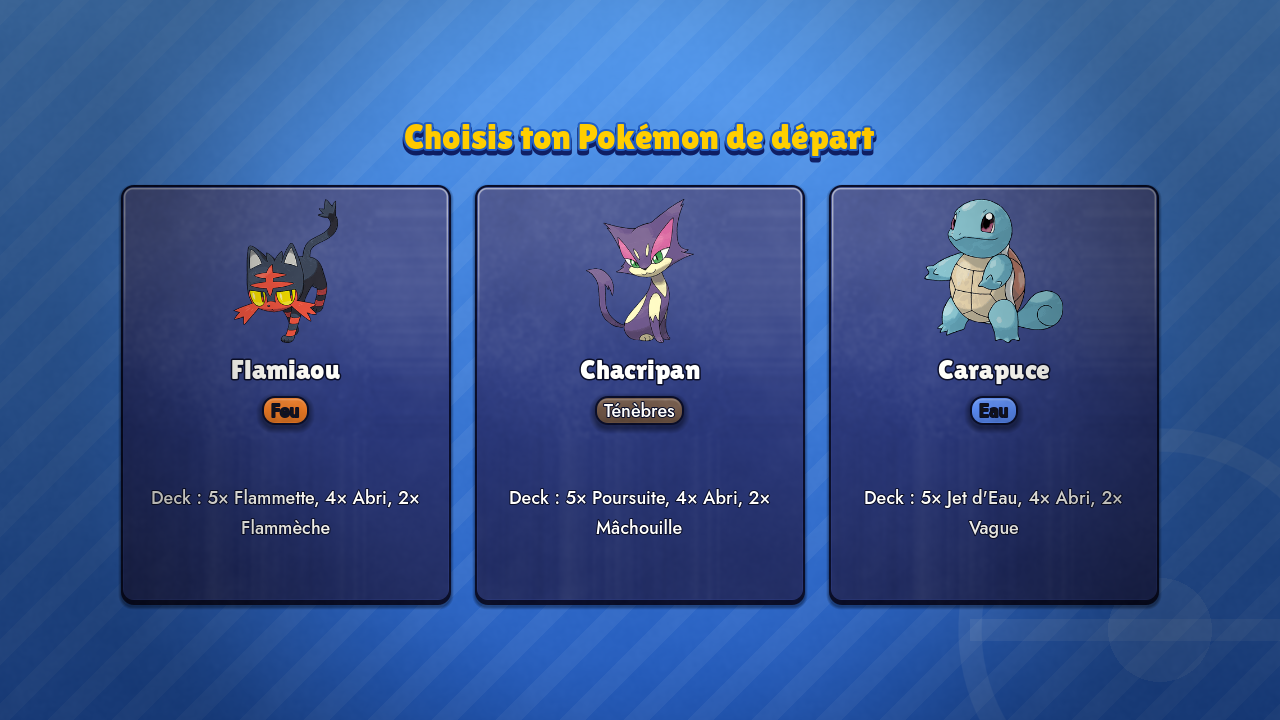 Choisis ton Pokémon de départ
Flamiaou
Feu
Deck : 5× Flammette, 4× Abri, 2×
Flammèche
Chacripan
Ténèbres
Deck : 5× Poursuite, 4× Abri, 2×
Mâchouille
Carapuce
Eau
Deck : 5× Jet d'Eau, 4× Abri, 2×
Vague